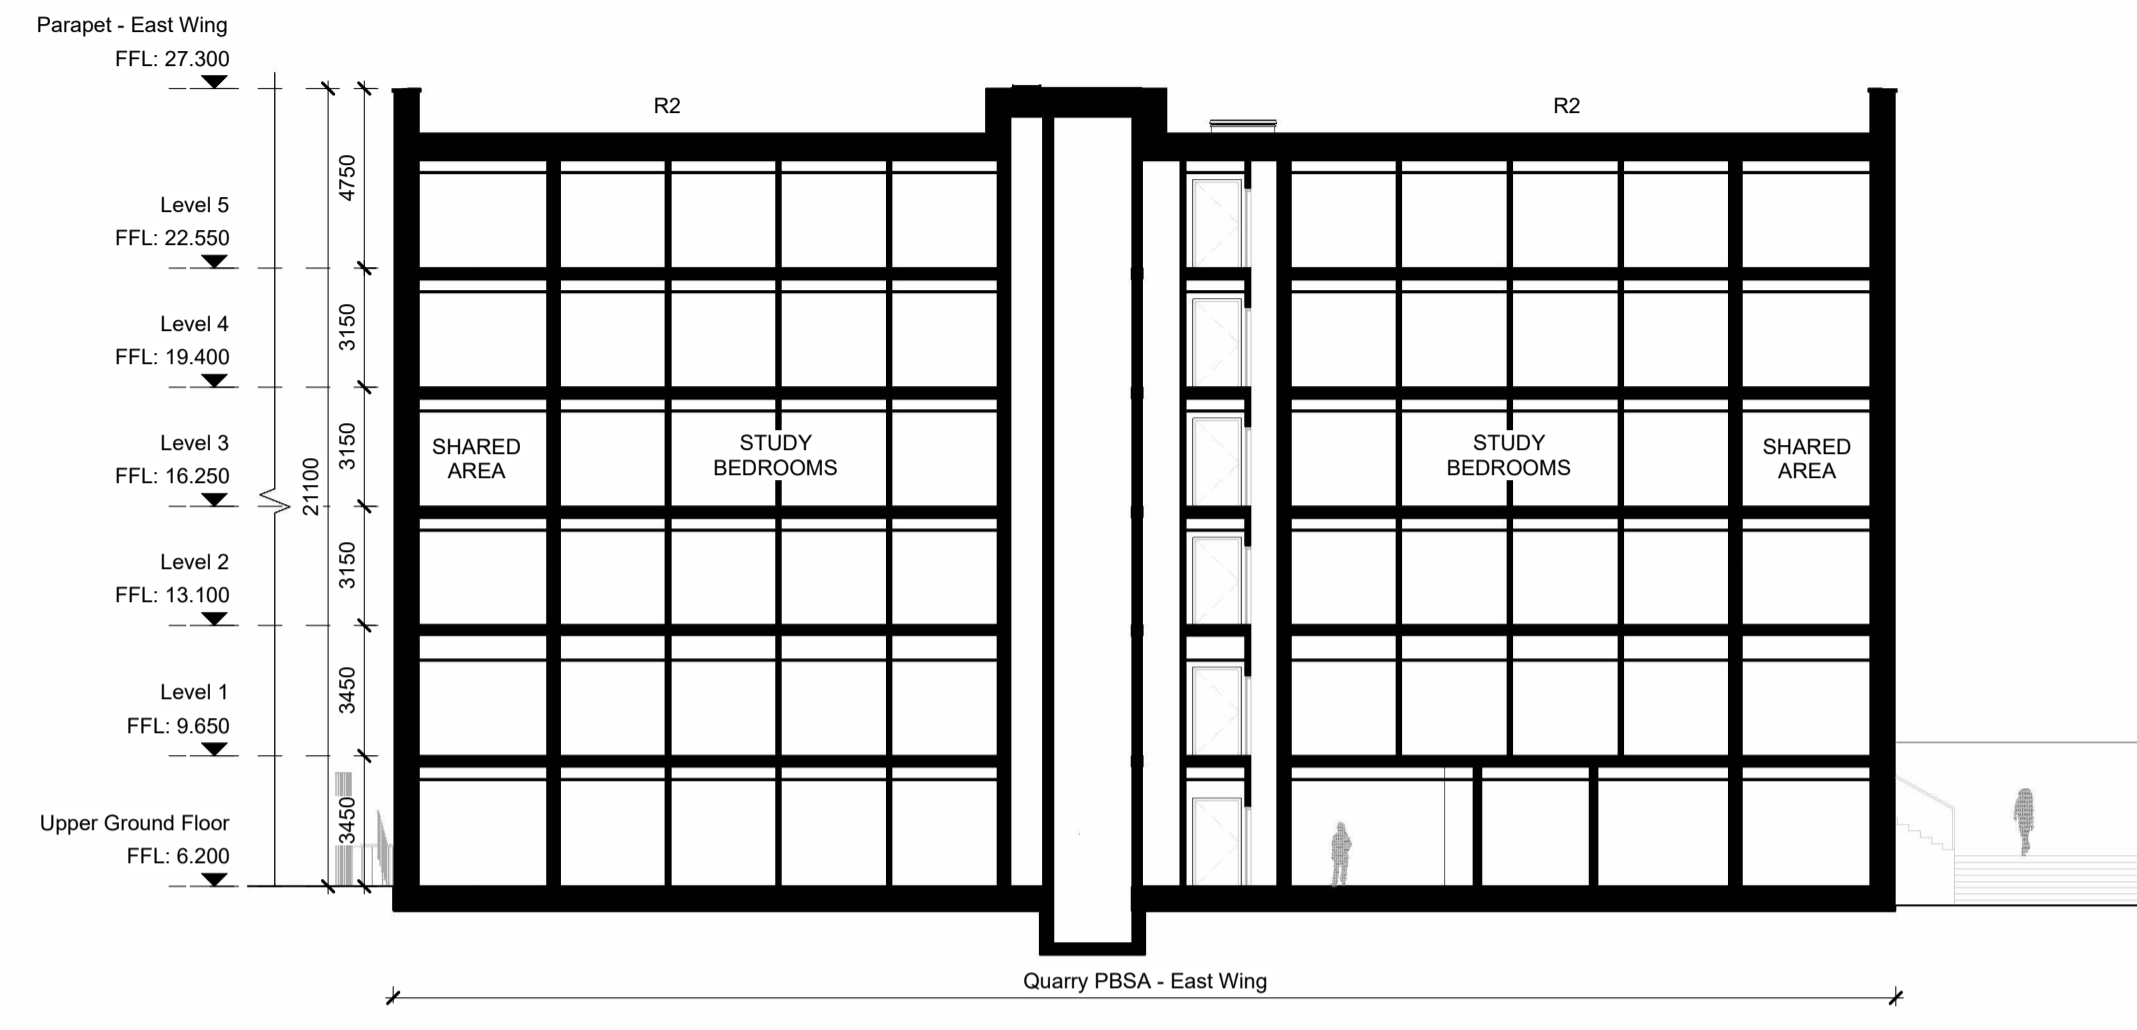 Parapet - East Wing
FFL: 27.300
R2
R2
4750
Level 5
FFL: 22.550
3150
Level 4
FFL: 19.400
3150
Level 3
FFL: 16.250
21100
SHARED
AREA
STUDY
BEDROOMS
STUDY
BEDROOMS
SHARED
AREA
3150
Level 2
FFL: 13.100
3450
Level 1
FFL: 9.650
3450
Upper Ground Floor
FFL: 6.200
Quarry PBSA - East Wing